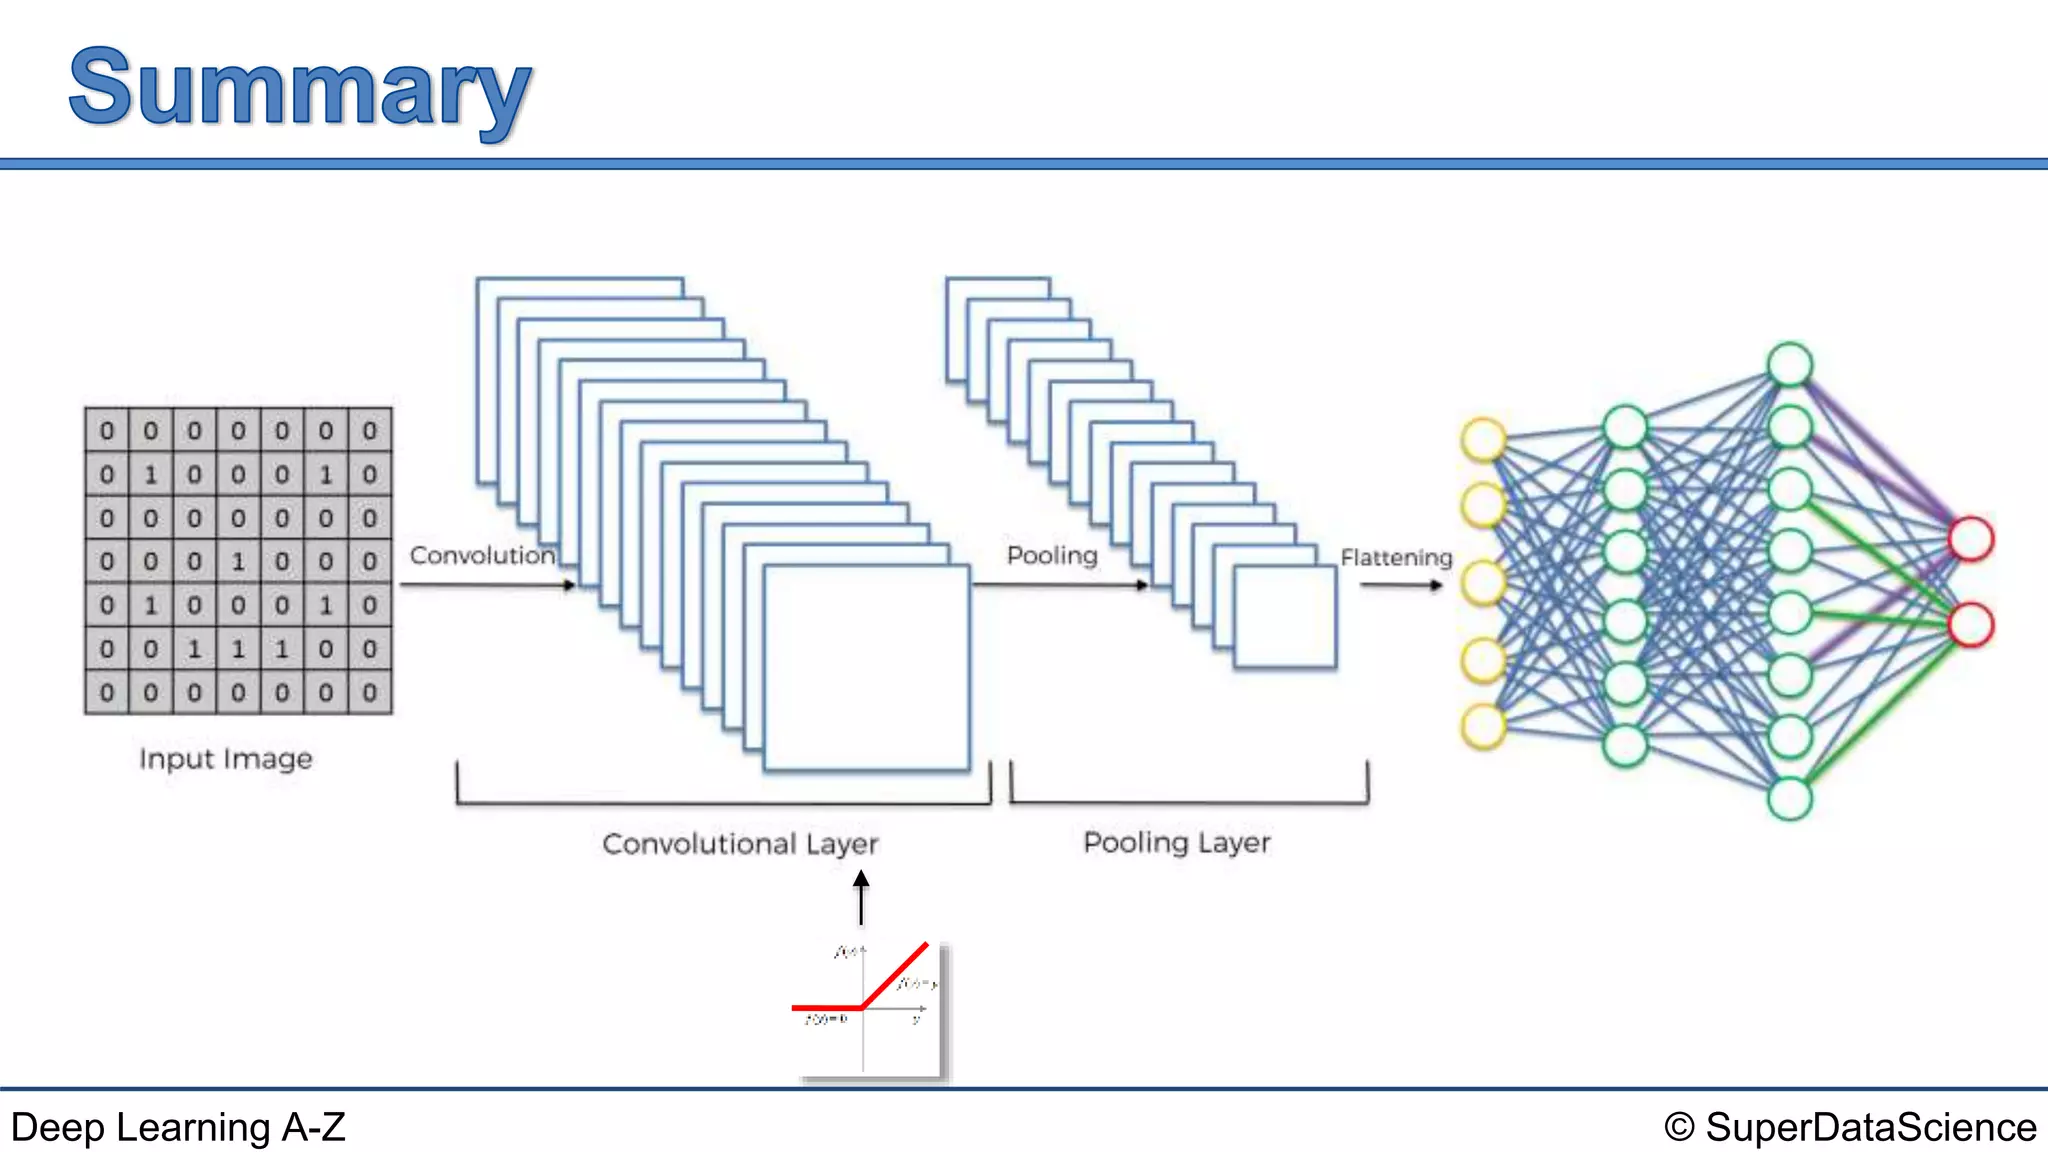 Summary
0 0 0 0 0 0 0
0 1 0 0 0 1 0
0 0 0 0 0 0 0
0 0 0 1 0 0 0
0 1 0 0 0 1 0
0 0 1 1 1 0 0
0 0 0 0 0 0 0
Input Image
Convolution
Pooling
Flattening
Convolutional Layer
Pooling Layer
y
Deep Learning A-Z
© SuperDataScience